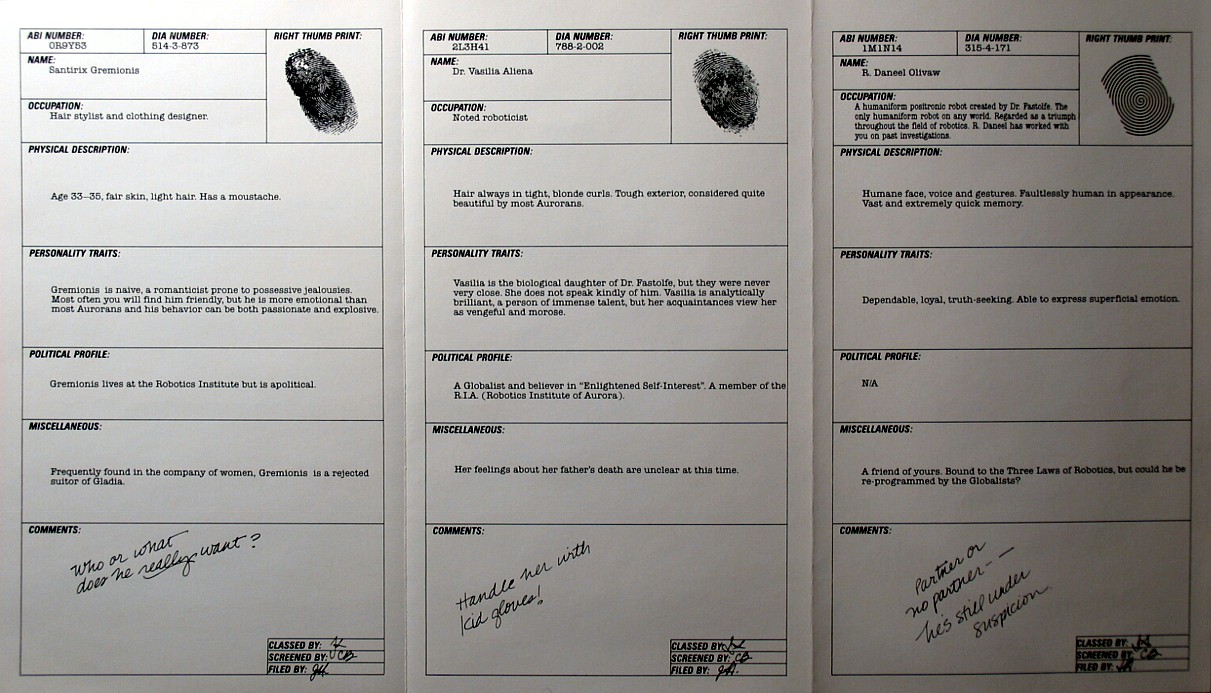 ABI NUMBER:
0R9Y53
DIA NUMBER:
514-3-873
RIGHT THUMB PRINT:
NAME:
Santirix Gremionis
OCCUPATION:
Hair stylist and clothing designer.
PHYSICAL DESCRIPTION:
Age 33–35, fair skin, light hair. Has a moustache.
PERSONALITY TRAITS:
Gremionis is naive, a romanticist prone to possessive jealousies.
Most often you will find him friendly, but he is more emotional than
most Aurorans and his behavior can be both passionate and explosive.
POLITICAL PROFILE:
Gremionis lives at the Robotics Institute but is apolitical.
MISCELLANEOUS:
Frequently found in the company of women, Gremionis is a rejected
suitor of Gladia.
COMMENTS:
Who or what
does he really want?
CLASSED BY:
SCREENED BY: CB
FILED BY:
ABI NUMBER:
2L3H41
DIA NUMBER:
788-2-002
RIGHT THUMB PRINT:
NAME:
Dr. Vasilia Aliena
OCCUPATION:
Noted roboticist
PHYSICAL DESCRIPTION:
Hair always in tight, blonde curls. Tough exterior, considered quite
beautiful by most Aurorans.
PERSONALITY TRAITS:
Vasilia is the biological daughter of Dr. Fastolfe, but they were never
very close. She does not speak kindly of him. Vasilia is analytically
brilliant, a person of immense talent, but her acquaintances view her
as vengeful and morose.
POLITICAL PROFILE:
A Globalist and believer in "Enlightened Self-Interest". A member of the
R.I.A. (Robotics Institute of Aurora).
MISCELLANEOUS:
Her feelings about her father's death are unclear at this time.
COMMENTS:
Handle her with
kid gloves!
CLASSED BY:
SCREENED BY: CB
FILED BY:
ABI NUMBER:
1M1N14
DIA NUMBER:
315-4-171
RIGHT THUMB PRINT:
NAME:
R. Daneel Olivaw
OCCUPATION:
A humaniform positronic robot created by Dr. Fastolfe. The
only humaniform robot on any world. Regarded as a triumph
throughout the field of robotics. R. Daneel has worked with
you on past investigations.
PHYSICAL DESCRIPTION:
Humane face, voice and gestures. Faultlessly human in appearance.
Vast and extremely quick memory.
PERSONALITY TRAITS:
Dependable, loyal, truth-seeking. Able to express superficial emotion.
POLITICAL PROFILE:
N/A
MISCELLANEOUS:
A friend of yours. Bound to the Three Laws of Robotics, but could he be
re-programmed by the Globalists?
COMMENTS:
Partner or
no partner- —
he's still under
suspicion.
CLASSED BY:
SCREENED BY: CB
FILED BY: